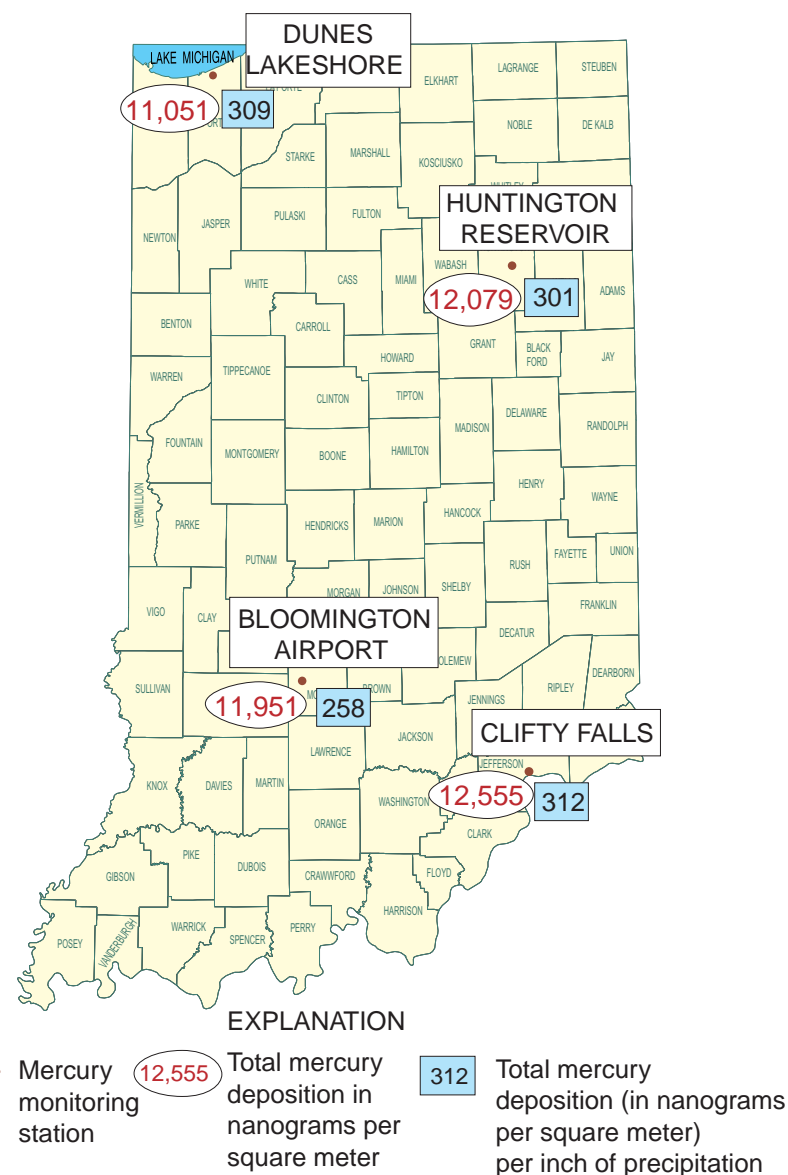 DUNES
LAKESHORE
LAKE MICHIGAN
11,051
309
ELKHART
LAGRANGE
STEUBEN
NOBLE
DE KALB
STARKE
MARSHALL
KOSCIUSKO
HUNTINGTON
RESERVOIR
NEWTON
JASPER
PULASKI
FULTON
WABASH
12,079
301
ADAMS
WHITE
CASS
MIAMI
BENTON
CARROLL
GRANT
BLACK
FORD
JAY
HOWARD
WARREN
TIPPECANOE
CLINTON
TIPTON
DELAWARE
RANDOLPH
MADISON
FOUNTAIN
MONTGOMERY
BOONE
HAMILTON
HENRY
WAYNE
VERMILLION
PARKE
HENDRICKS
MARION
HANCOCK
PUTNAM
RUSH
FAYETTE
UNION
MORGAN
JOHNSON
SHELBY
FRANKLIN
VIGO
CLAY
BLOOMINGTON
AIRPORT
DECATUR
OLEMEW
DEARBORN
SULLIVAN
11,951
MO
258
BROWN
JENNINGS
RIPLEY
CLIFTY FALLS
LAWRENCE
JACKSON
JEFFERSON
KNOX
DAVIES
MARTIN
WASHINGTON
12,555
312
ORANGE
CLARK
GIBSON
PIKE
DUBOIS
CRAWWFORD
FLOYD
HARRISON
POSEY
VANDERBURGH
WARRICK
SPENCER
PERRY
EXPLANATION
Mercury
monitoring
station
12,555
Total mercury
deposition in
nanograms per
square meter
312
Total mercury
deposition (in nanograms
per square meter)
per inch of precipitation